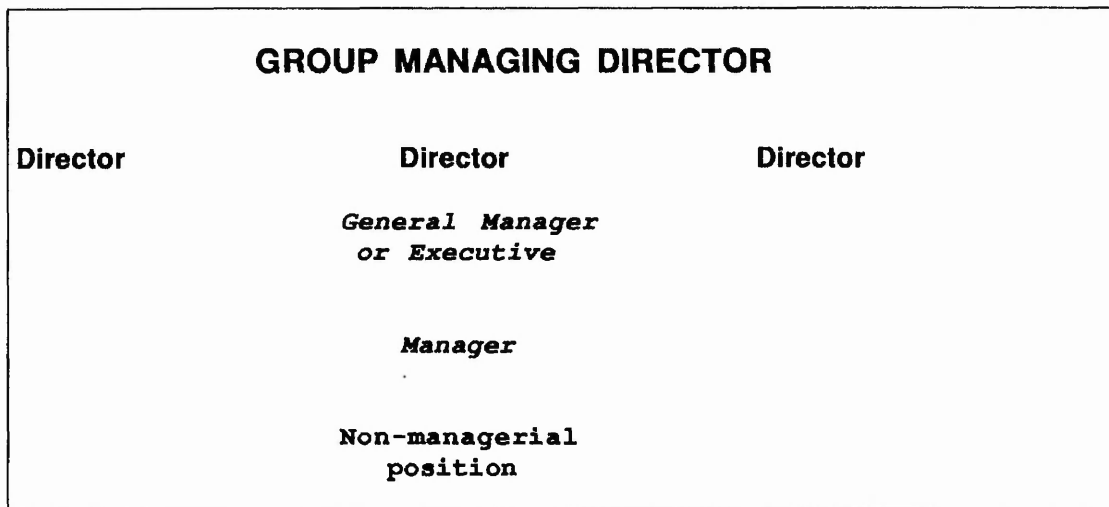 GROUP MANAGING DIRECTOR
Director Director Director
General Manager
or Executive
Manager
Non-managerial
position